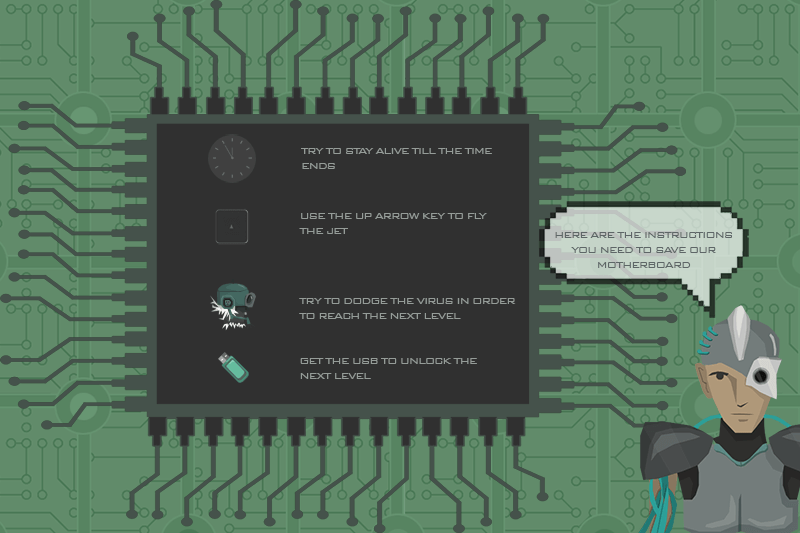 TRY TO STAY ALIVE TILL THE TIME
ENDS
USE THE UP ARROW KEY TO FLY
THE JET
TRY TO DODGE THE VIRUS IN ORDER
TO REACH THE NEXT LEVEL
GET THE USB TO UNLOCK THE
NEXT LEVEL
HERE ARE THE INSTRUCTIONS
YOU NEED TO SAVE OUR
MOTHERBOARD